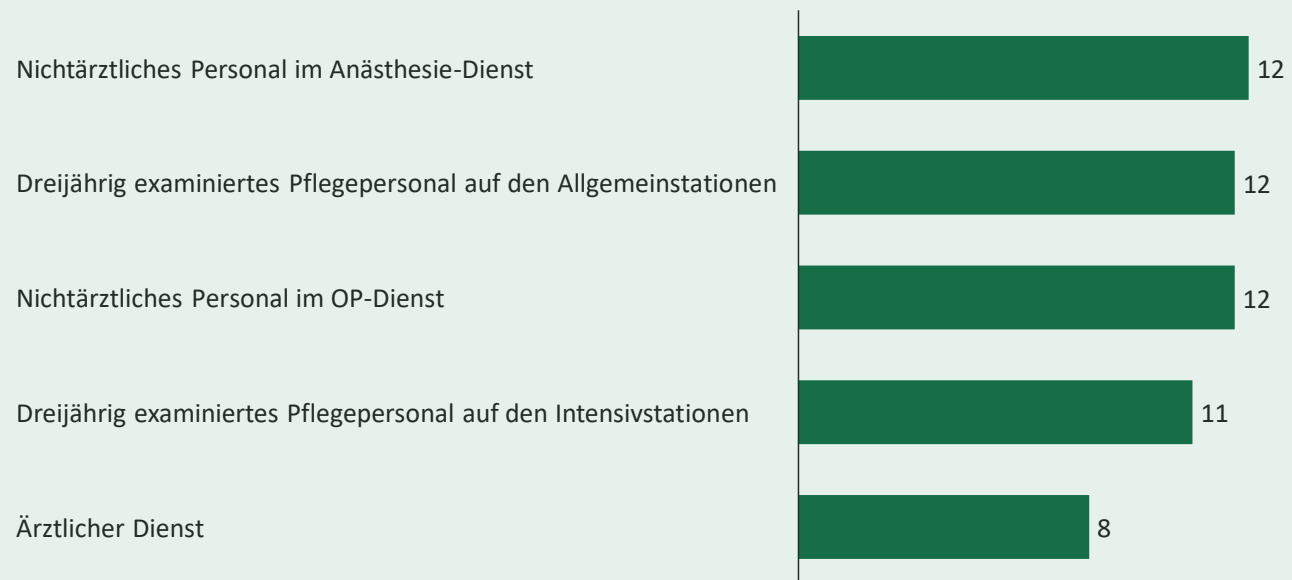 Nichtärztliches Personal im Anästhesie-Dienst 12
Dreijährig examiniertes Pflegepersonal auf den Allgemeinstationen 12
Nichtärztliches Personal im OP-Dienst 12
Dreijährig examiniertes Pflegepersonal auf den Intensivstationen 11
Ärztlicher Dienst 8